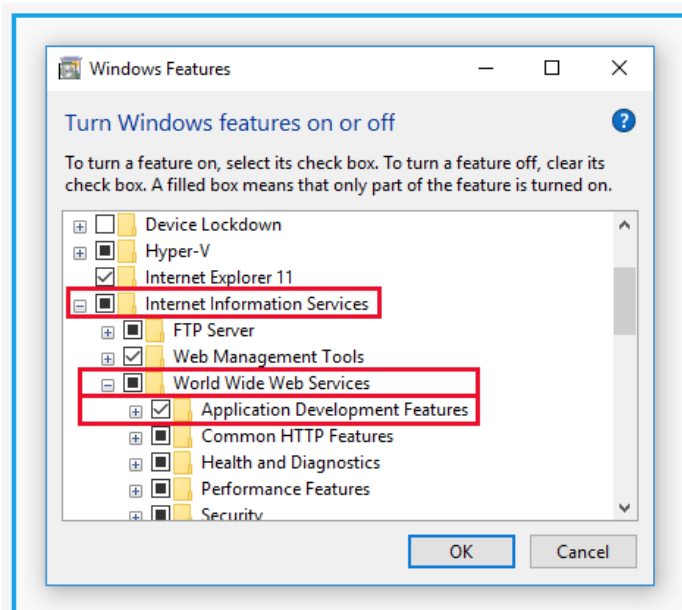 Windows Features
Turn Windows features on or off
?
To turn a feature on, select its check box. To turn a feature off, clear its
check box. A filled box means that only part of the feature is turned on.
Device Lockdown
Hyper-V
Internet Explorer 11
Internet Information Services
FTP Server
Web Management Tools
World Wide Web Services
Application Development Features
Common HTTP Features
Health and Diagnostics
Performance Features
Security
OK Cancel